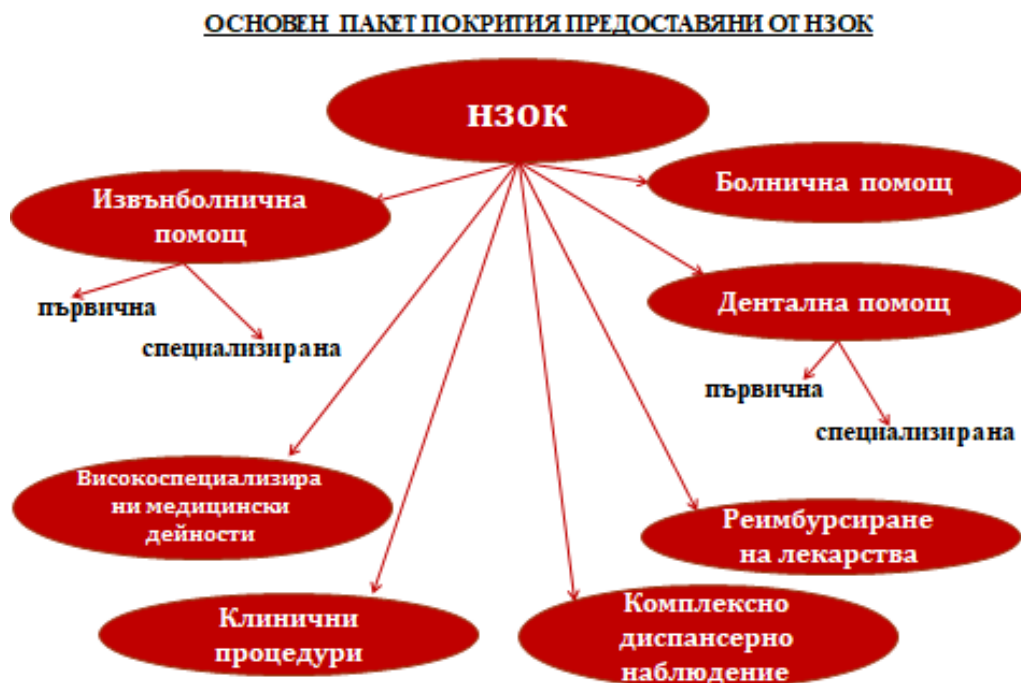 ОСНОВЕН ПАКЕТ ПОКРИТИЯ ПРЕДОСТАВЯНИ ОТ НЗОК
НЗОК
Болнична помощ
Извънболнична
помощ
първична
специализирана
Дентална помощ
първична
специализирана
Високоспециализира
ни медицински
дейности
Реимбурсиране
на лекарства
Клинични
процедури
Комплексно
диспансерно
наблюдение